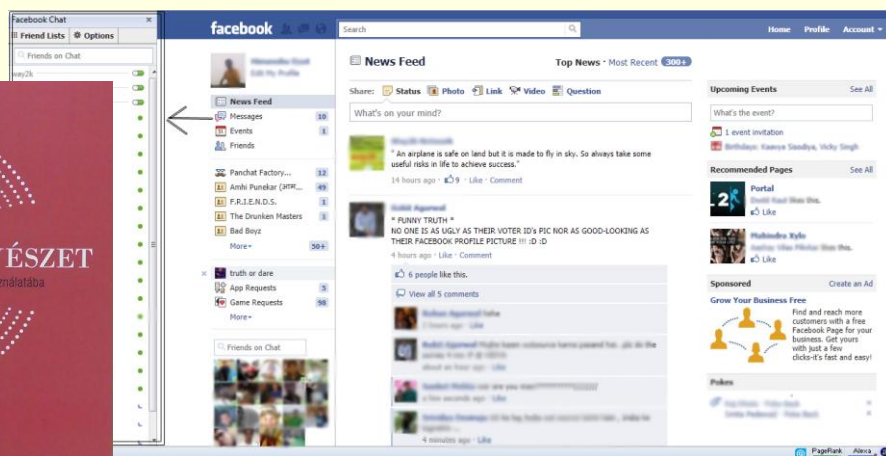 Facebook Chat
Friend Lists Options
Friends on Chat
way2k
VÉSZET
ználatába
facebook
Search
Home Profile Account
News Feed
Messages 10
Events 1
Friends
Panchat Factory... 12
Amhi Punekar 49
F.R.I.E.N.D.S. 1
The Drunken Masters 1
Bad Boyz
More 50+
truth or dare
App Requests 5
Game Requests 98
More
Friends on Chat
News Feed
Top News · Most Recent 300+
Share: Status Photo Link Video Question
What's on your mind?
" An airplane is safe on land but it is made to fly in sky. So always take some
useful risks in life to achieve success."
14 hours ago · 9 · Like · Comment
* FUNNY TRUTH *
NO ONE IS AS UGLY AS THEIR VOTER ID's PIC NOR AS GOOD-LOOKING AS
THEIR FACEBOOK PROFILE PICTURE !!! :D :D
4 hours ago · Like · Comment
6 people like this.
View all 5 comments
4 minutes ago · Like
Upcoming Events See All
What's the event?
1 event invitation
Recommended Pages See All
Portal
likes this.
Like
likes this.
Like
Sponsored Create an Ad
Grow Your Business Free
Find and reach more
customers with a free
Facebook Page for your
business. Get yours
with just a few
clicks-it's fast and easy!
Pokes
PageRank Alexa